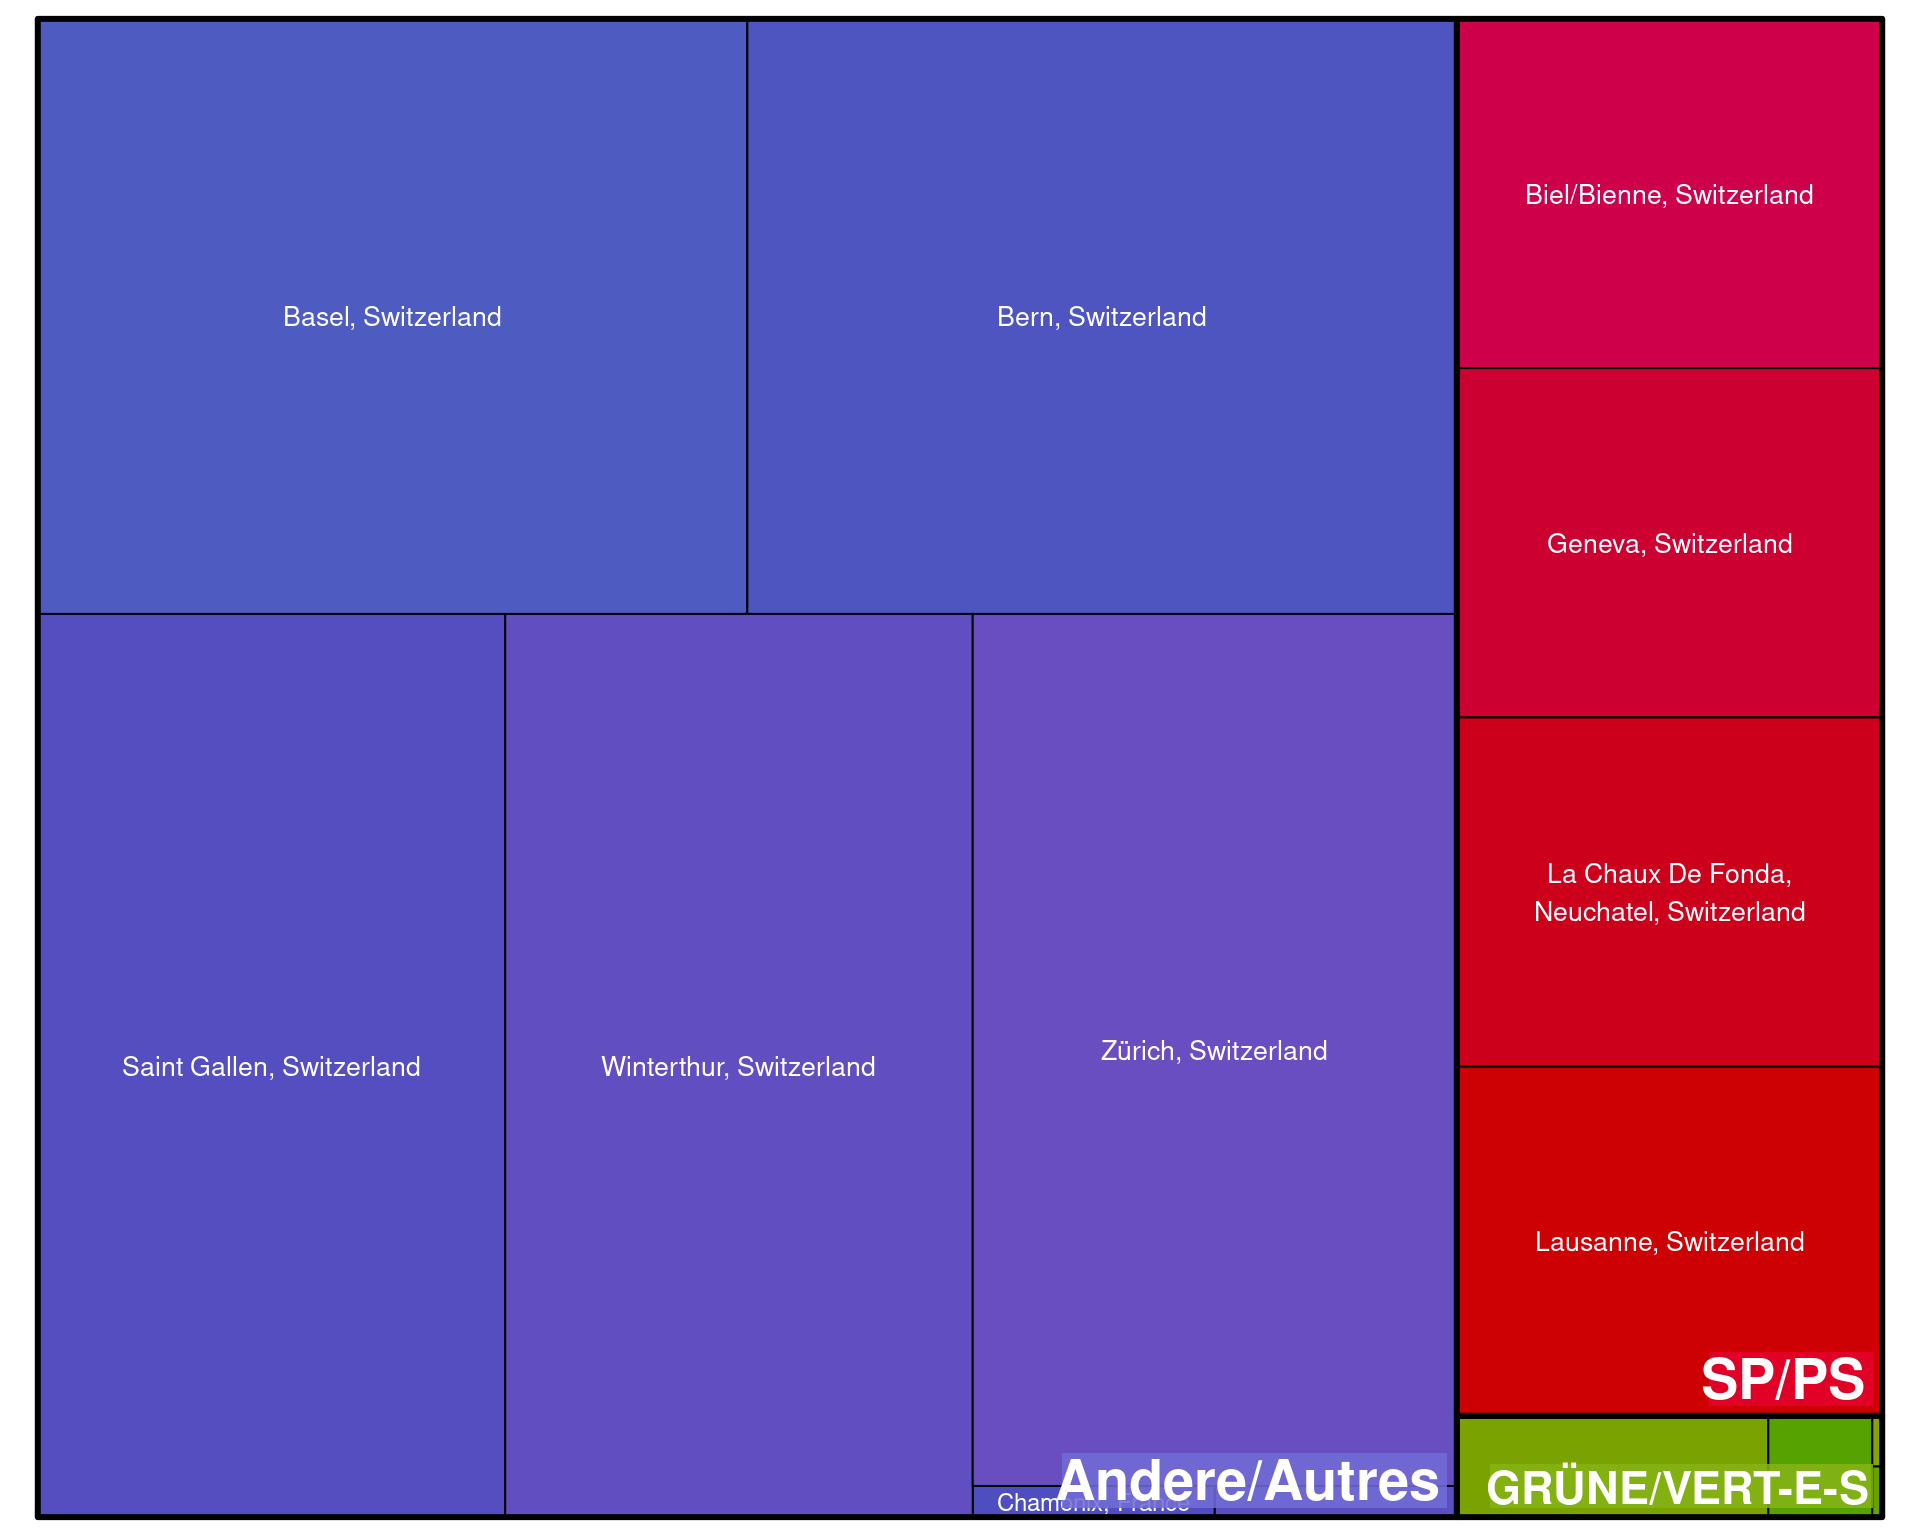 Basel, Switzerland
Bern, Switzerland
Biel/Bienne, Switzerland
Geneva, Switzerland
La Chaux De Fonda,
Neuchatel, Switzerland
Saint Gallen, Switzerland
Winterthur, Switzerland
Zürich, Switzerland
Lausanne, Switzerland
SP/PS
Andere/Autres
GRÜNE/VERT-E-S
Chamonix, France